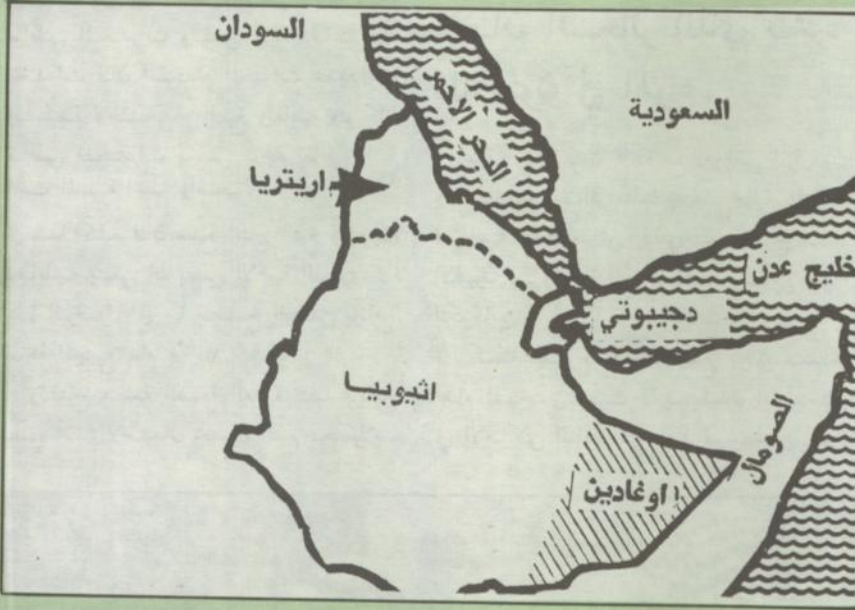 السودان
البحر الاحمر
السعودية
اريتريا
خليج عدن
دجيبوتي
اثيوبيا
الصومال
اوغادين